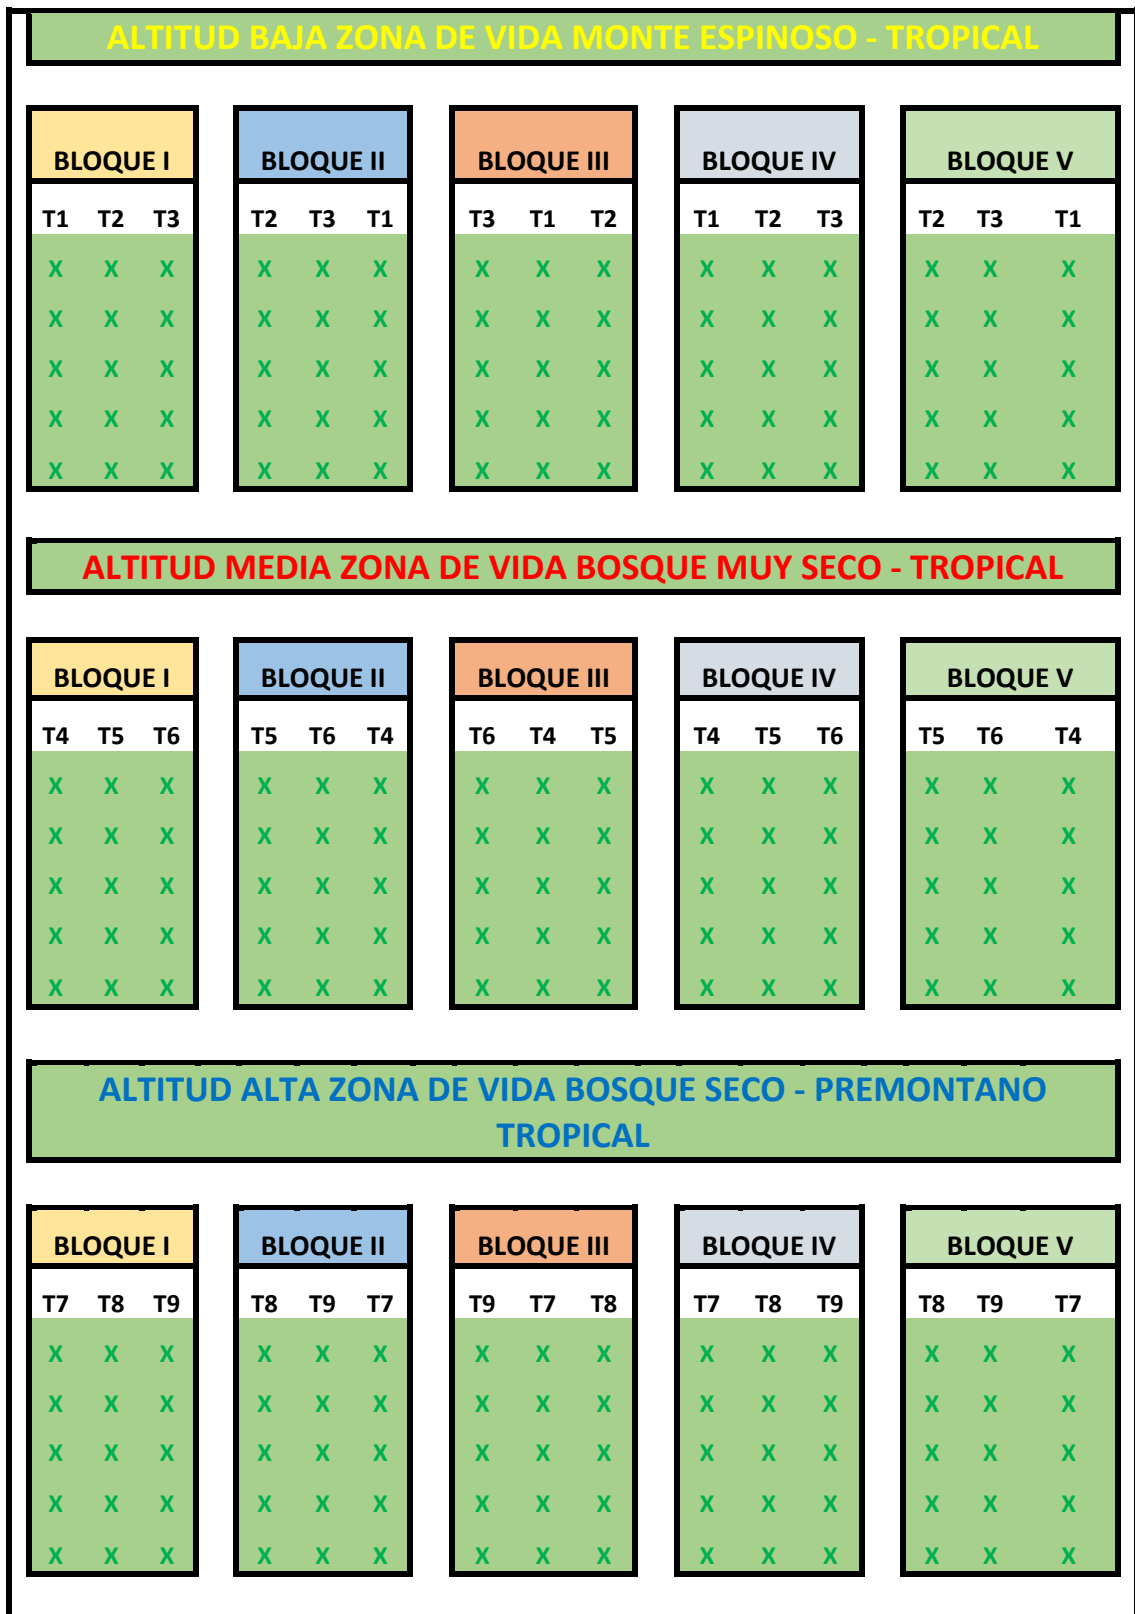 ALTITUD BAJA ZONA DE VIDA MONTE ESPINOSO - TROPICAL
BLOQUE I BLOQUE II BLOQUE III BLOQUE IV BLOQUE V
T1 T2 T3 T2 T3 T1 T3 T1 T2 T1 T2 T3 T2 T3 T1
X X X X X X X X X X X X X X X
X X X X X X X X X X X X X X X
X X X X X X X X X X X X X X X
X X X X X X X X X X X X X X X
X X X X X X X X X X X X X X X
ALTITUD MEDIA ZONA DE VIDA BOSQUE MUY SECO - TROPICAL
BLOQUE I BLOQUE II BLOQUE III BLOQUE IV BLOQUE V
T4 T5 T6 T5 T6 T4 T6 T4 T5 T4 T5 T6 T5 T6 T4
X X X X X X X X X X X X X X X
X X X X X X X X X X X X X X X
X X X X X X X X X X X X X X X
X X X X X X X X X X X X X X X
X X X X X X X X X X X X X X X
ALTITUD ALTA ZONA DE VIDA BOSQUE SECO - PREMONTANO
TROPICAL
BLOQUE I BLOQUE II BLOQUE III BLOQUE IV BLOQUE V
T7 T8 T9 T8 T9 T7 T9 T7 T8 T7 T8 T9 T8 T9 T7
X X X X X X X X X X X X X X X
X X X X X X X X X X X X X X X
X X X X X X X X X X X X X X X
X X X X X X X X X X X X X X X
X X X X X X X X X X X X X X X